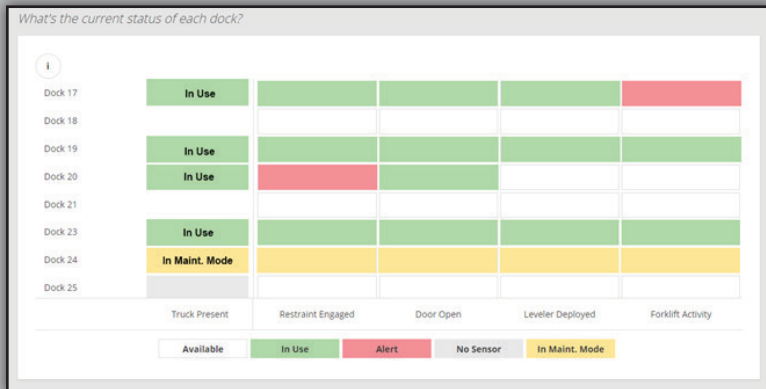 What's the current status of each dock?
i
Dock 17 In Use
Dock 18
Dock 19 In Use
Dock 20 In Use
Dock 21
Dock 23 In Use
Dock 24 In Maint. Mode
Dock 25
Truck Present Restraint Engaged Door Open Leveler Deployed Forklift Activity
Available In Use Alert No Sensor In Maint. Mode